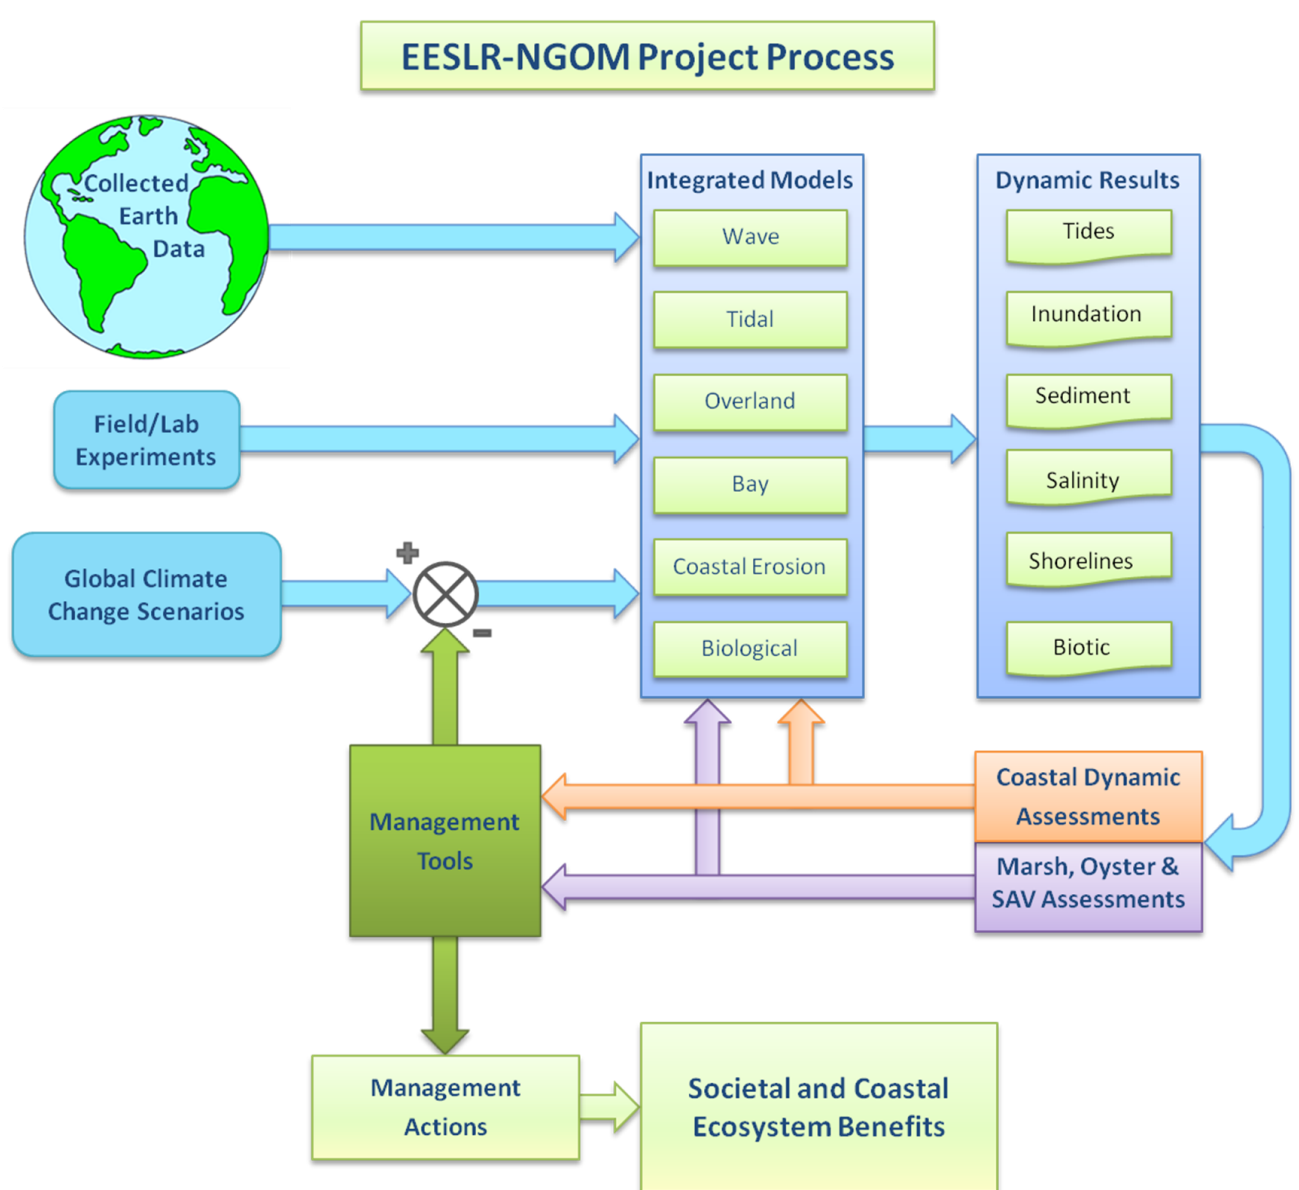 EESLR-NGOM Project Process
Collected
Earth
Data
Field/Lab
Experiments
Global Climate
Change Scenarios
+
-
Integrated Models
Wave
Tidal
Overland
Bay
Coastal Erosion
Biological
Dynamic Results
Tides
Inundation
Sediment
Salinity
Shorelines
Biotic
Coastal Dynamic
Assessments
Marsh, Oyster &
SAV Assessments
Management
Tools
Management
Actions
Societal and Coastal
Ecosystem Benefits